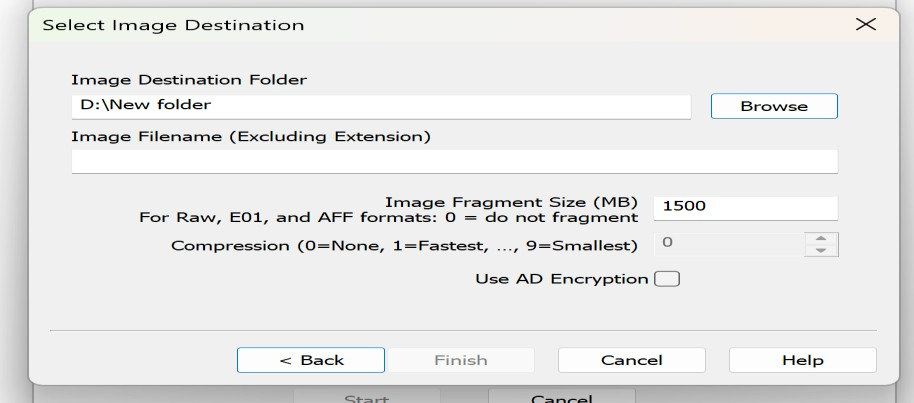 Select Image Destination
Image Destination Folder
D:\New folder
Browse
Image Filename (Excluding Extension)
Image Fragment Size (MB)
For Raw, E01, and AFF formats: 0 = do not fragment
1500
Compression (0=None, 1=Fastest, ..., 9=Smallest)
0
Use AD Encryption
< Back
Finish
Cancel
Help
Start
Cancel